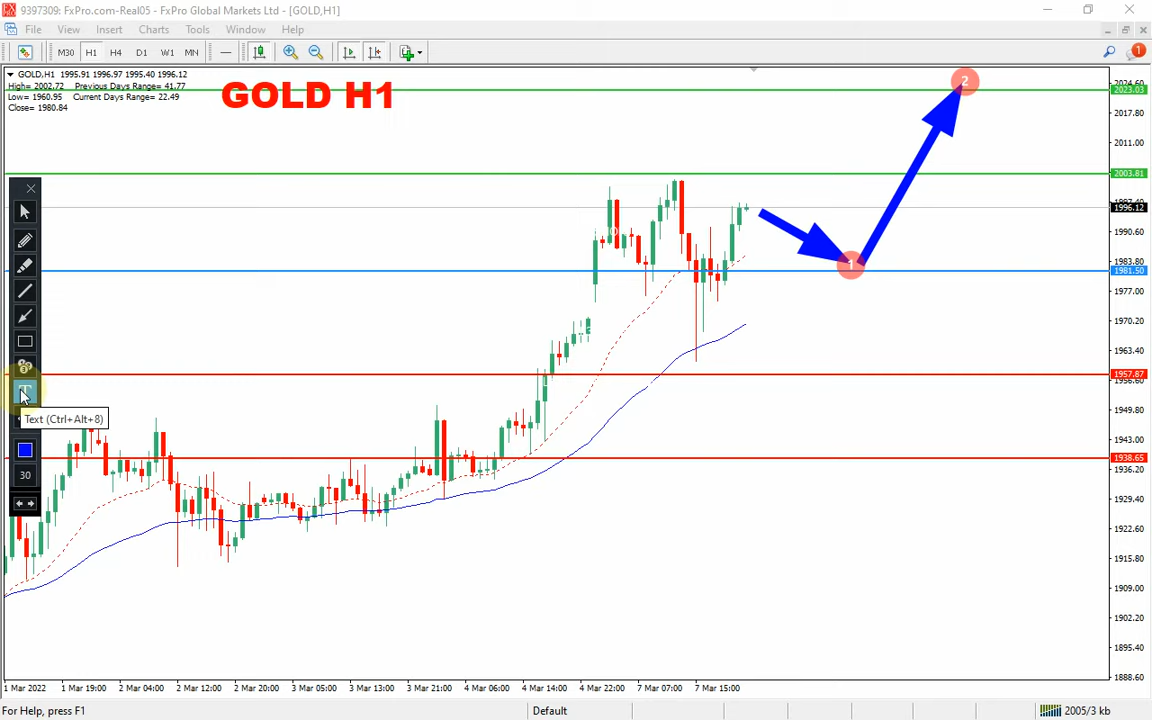 9397309: FxPro.com-Real05 - FxPro Global Markets Ltd - [GOLD,H1]
File View Insert Charts Tools Window Help
M30 H1 H4 D1 W1 MN
1
GOLD,H1 1995.91 1996.97 1995.40 1996.12
High= 2002.72 Previous Days Range= 41.77
Low= 1960.95 Current Days Range= 22.49
Close= 1980.84
GOLD H1
2
1
2024.60
2023.03
2017.80
2011.00
2003.81
1996.12
1990.60
1983.80
1981.50
1977.00
1970.20
1963.40
1957.87
1956.60
1949.80
1943.00
1938.65
1936.20
1929.40
1922.60
1915.80
1909.00
1902.20
1895.40
1888.60
T
Text (Ctrl+Alt+8)
30
1 Mar 2022 1 Mar 19:00 2 Mar 04:00 2 Mar 12:00 2 Mar 20:00 3 Mar 05:00 3 Mar 13:00 3 Mar 21:00 4 Mar 06:00 4 Mar 14:00 4 Mar 22:00 7 Mar 07:00 7 Mar 15:00
For Help, press F1 Default 2005/3 kb